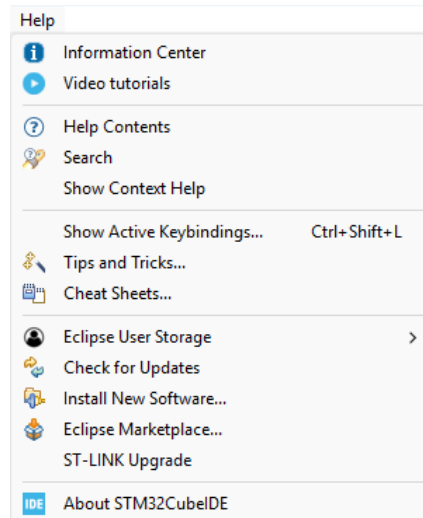 Help
Information Center
Video tutorials
Help Contents
Search
Show Context Help
Show Active Keybindings... Ctrl+Shift+L
Tips and Tricks...
Cheat Sheets...
Eclipse User Storage
Check for Updates
Install New Software...
Eclipse Marketplace...
ST-LINK Upgrade
IDE About STM32CubeIDE